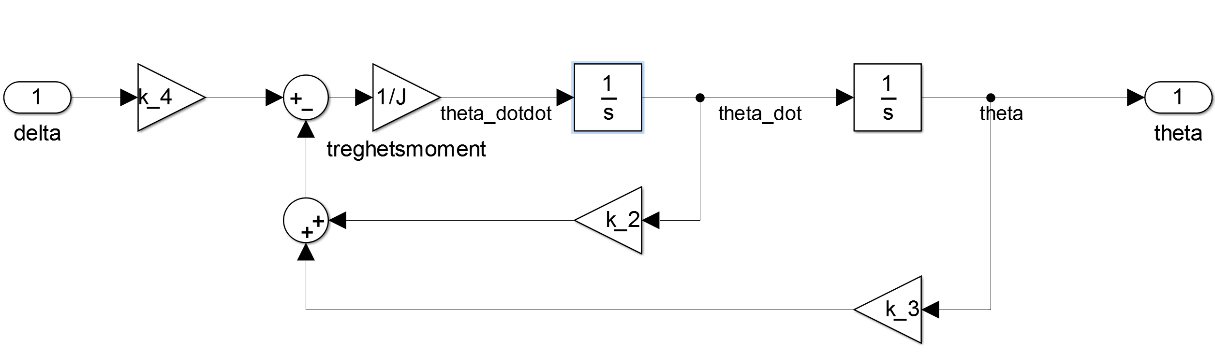 1
delta
k_4
+
−
1/J
treghetsmoment
theta_dotdot
1
s
theta_dot
1
s
theta
1
theta
+
+
k_2
k_3